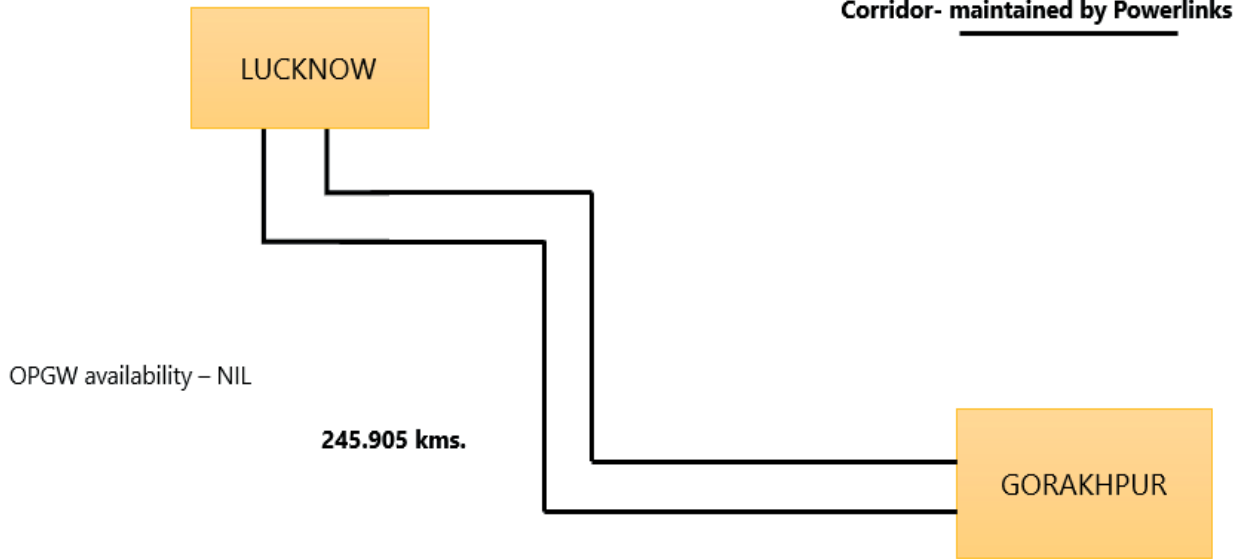 Corridor- maintained by Powerlinks
LUCKNOW
OPGW availability – NIL
245.905 kms.
GORAKHPUR